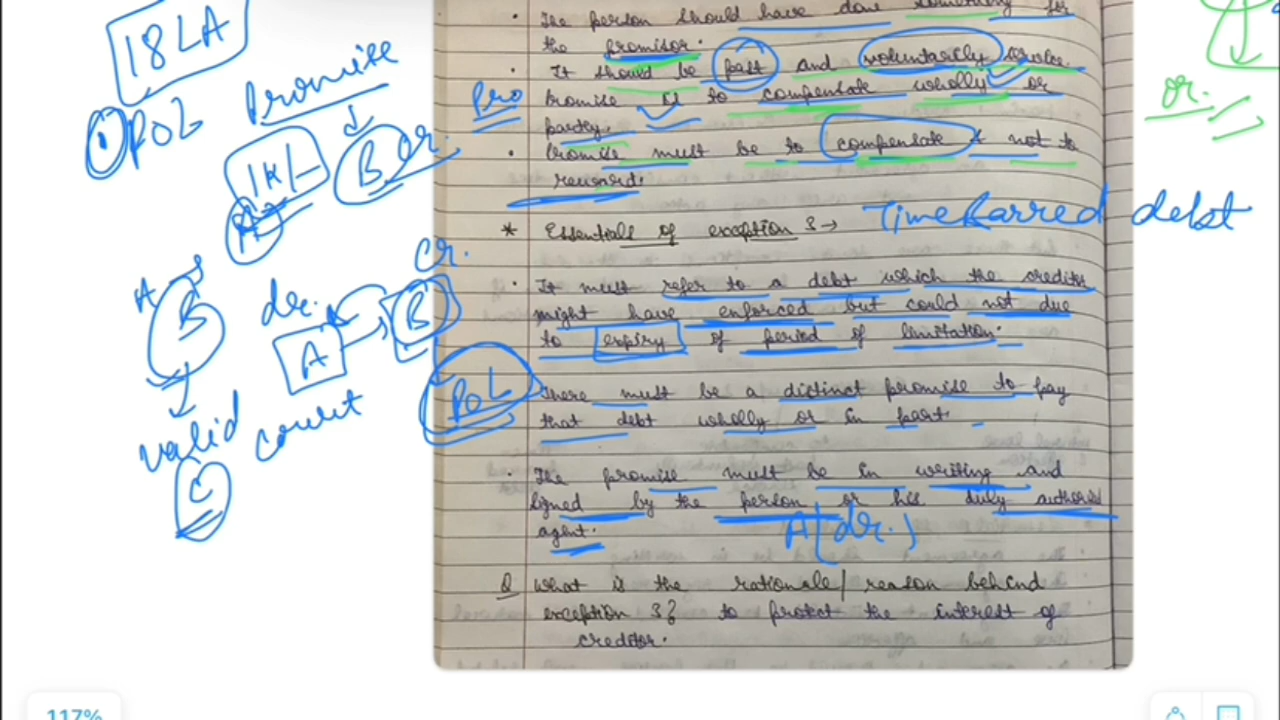 18LA
① POL
Promise
1K/-
B or
A
A
B
valid
C
dr.
A
court
cr.
B
Pro
POL
or.
• The person should have done something for
the promisor.
• It should be past and voluntarily
promise is to compensate wholly or
partly.
• Promise must be to compensate & not to
reward.
* Essentials of exception 3 → Time barred debt
• It must refer to a debt which the creditor
might have enforced but could not due
to expiry of period of limitation.
There must be a distinct promise to pay
that debt wholly or in part.
• The promise must be in writing and
signed by the person or his duly authorised
agent.
A (dr.)
Q What is the rationale/reason behind
exception 3? to protect the interest of
creditor.
117%